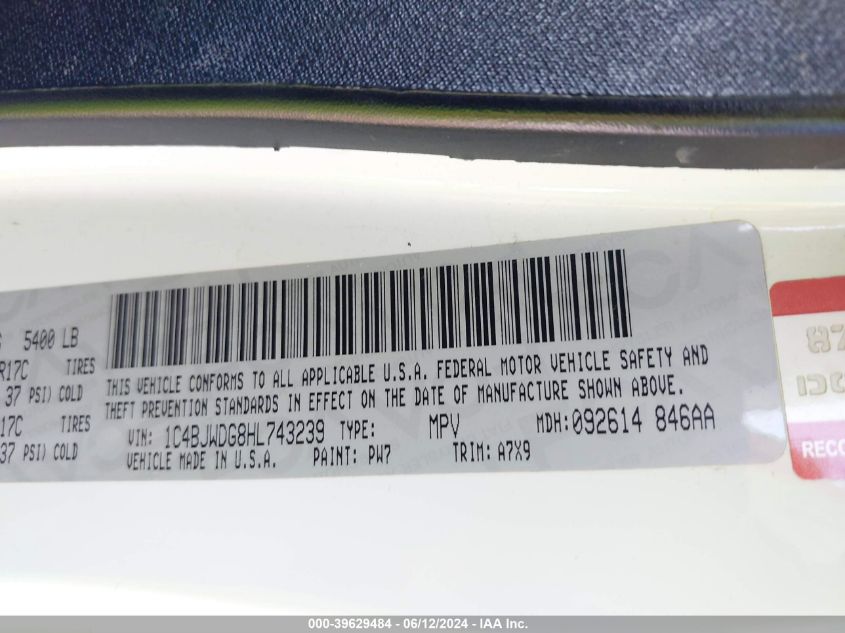 5400 LB
R17C TIRES
37 PSI) COLD
17C TIRES
37 PSI) COLD
THIS VEHICLE CONFORMS TO ALL APPLICABLE U.S.A. FEDERAL MOTOR VEHICLE SAFETY AND
THEFT PREVENTION STANDARDS IN EFFECT ON THE DATE OF MANUFACTURE SHOWN ABOVE.
VIN: 1C4BJWDG8HL743239 TYPE: MPV MDH:092614 846AA
VEHICLE MADE IN U.S.A. PAINT: PW7 TRIM: A7X9
RECO
000-39629484 - 06/12/2024 - IAA Inc.